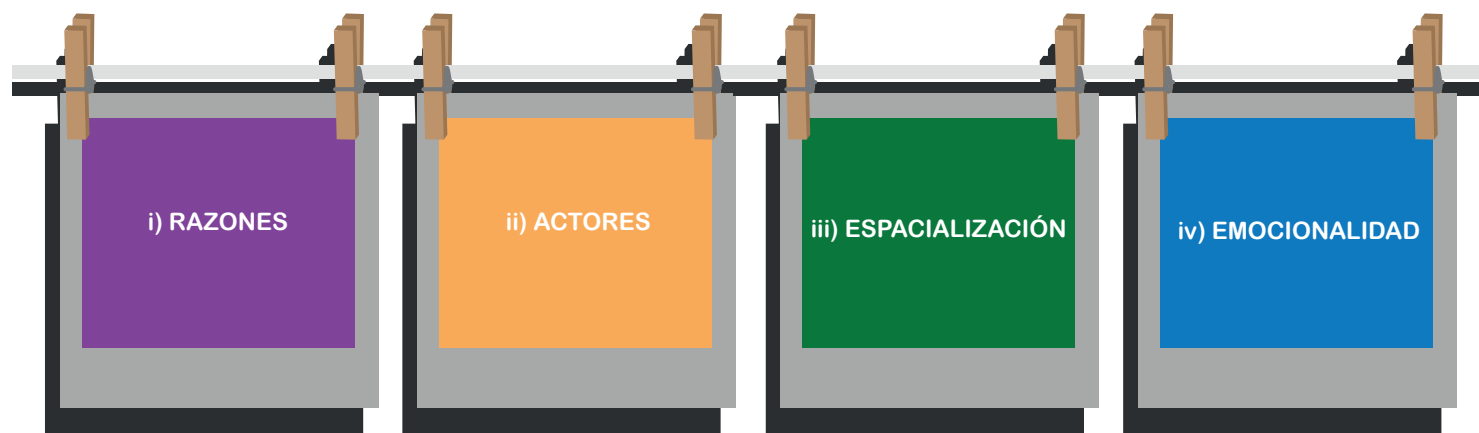 i) RAZONES
ii) ACTORES
iii) ESPACIALIZACIÓN
iv) EMOCIONALIDAD